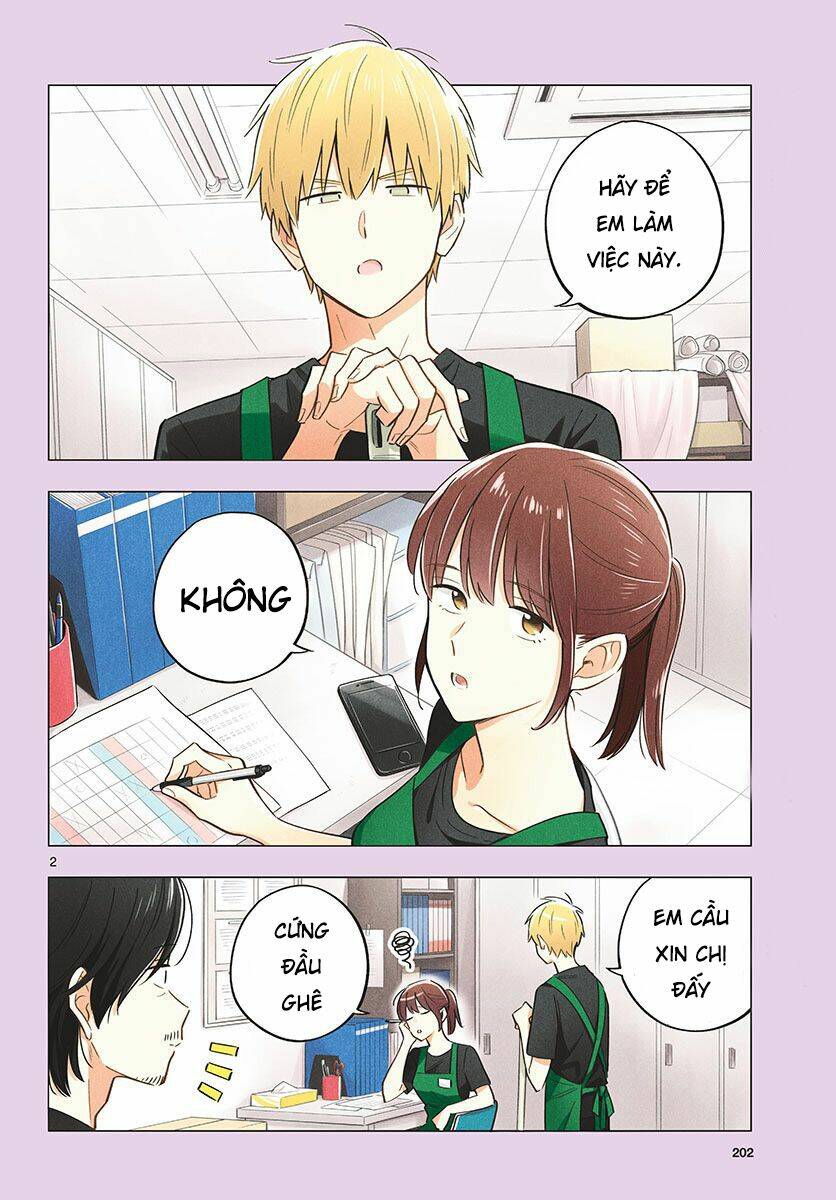 HÃY ĐỂ
EM LÀM
VIỆC NÀY.
KHÔNG
2
EM CẦU
XIN CHỊ
ĐẤY
CỨNG
ĐẦU
GHÊ
202